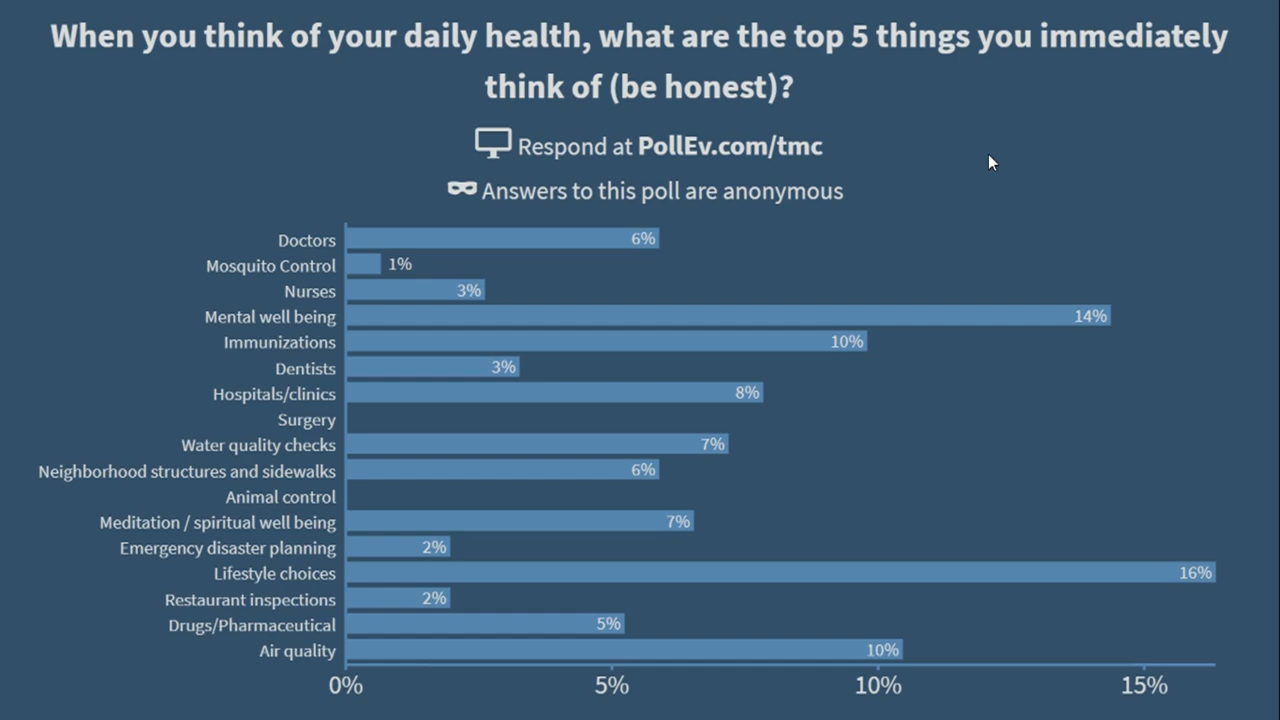 When you think of your daily health, what are the top 5 things you immediately
think of (be honest)?
Respond at PollEv.com/tmc
Answers to this poll are anonymous
Doctors 6%
Mosquito Control 1%
Nurses 3%
Mental well being 14%
Immunizations 10%
Dentists 3%
Hospitals/clinics 8%
Surgery
Water quality checks 7%
Neighborhood structures and sidewalks 6%
Animal control
Meditation / spiritual well being 7%
Emergency disaster planning 2%
Lifestyle choices 16%
Restaurant inspections 2%
Drugs/Pharmaceutical 5%
Air quality 10%
0% 5% 10% 15%